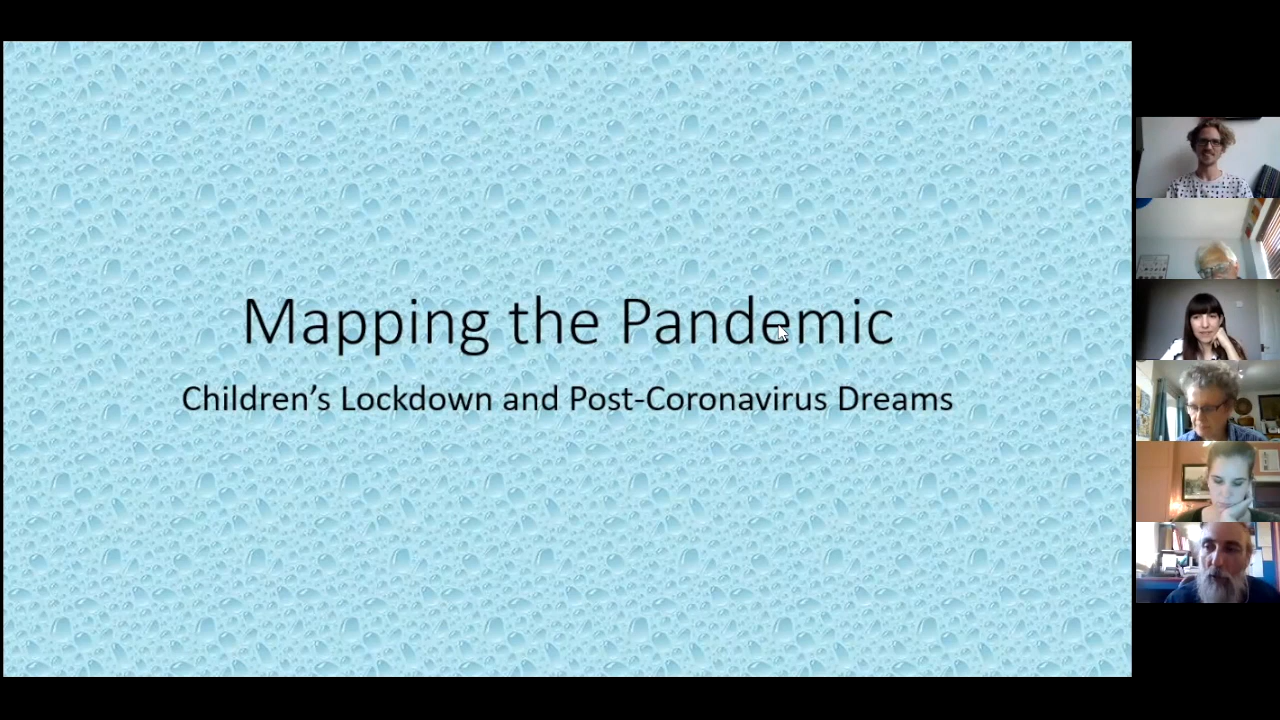 Mapping the Pandemic
Children’s Lockdown and Post-Coronavirus Dreams